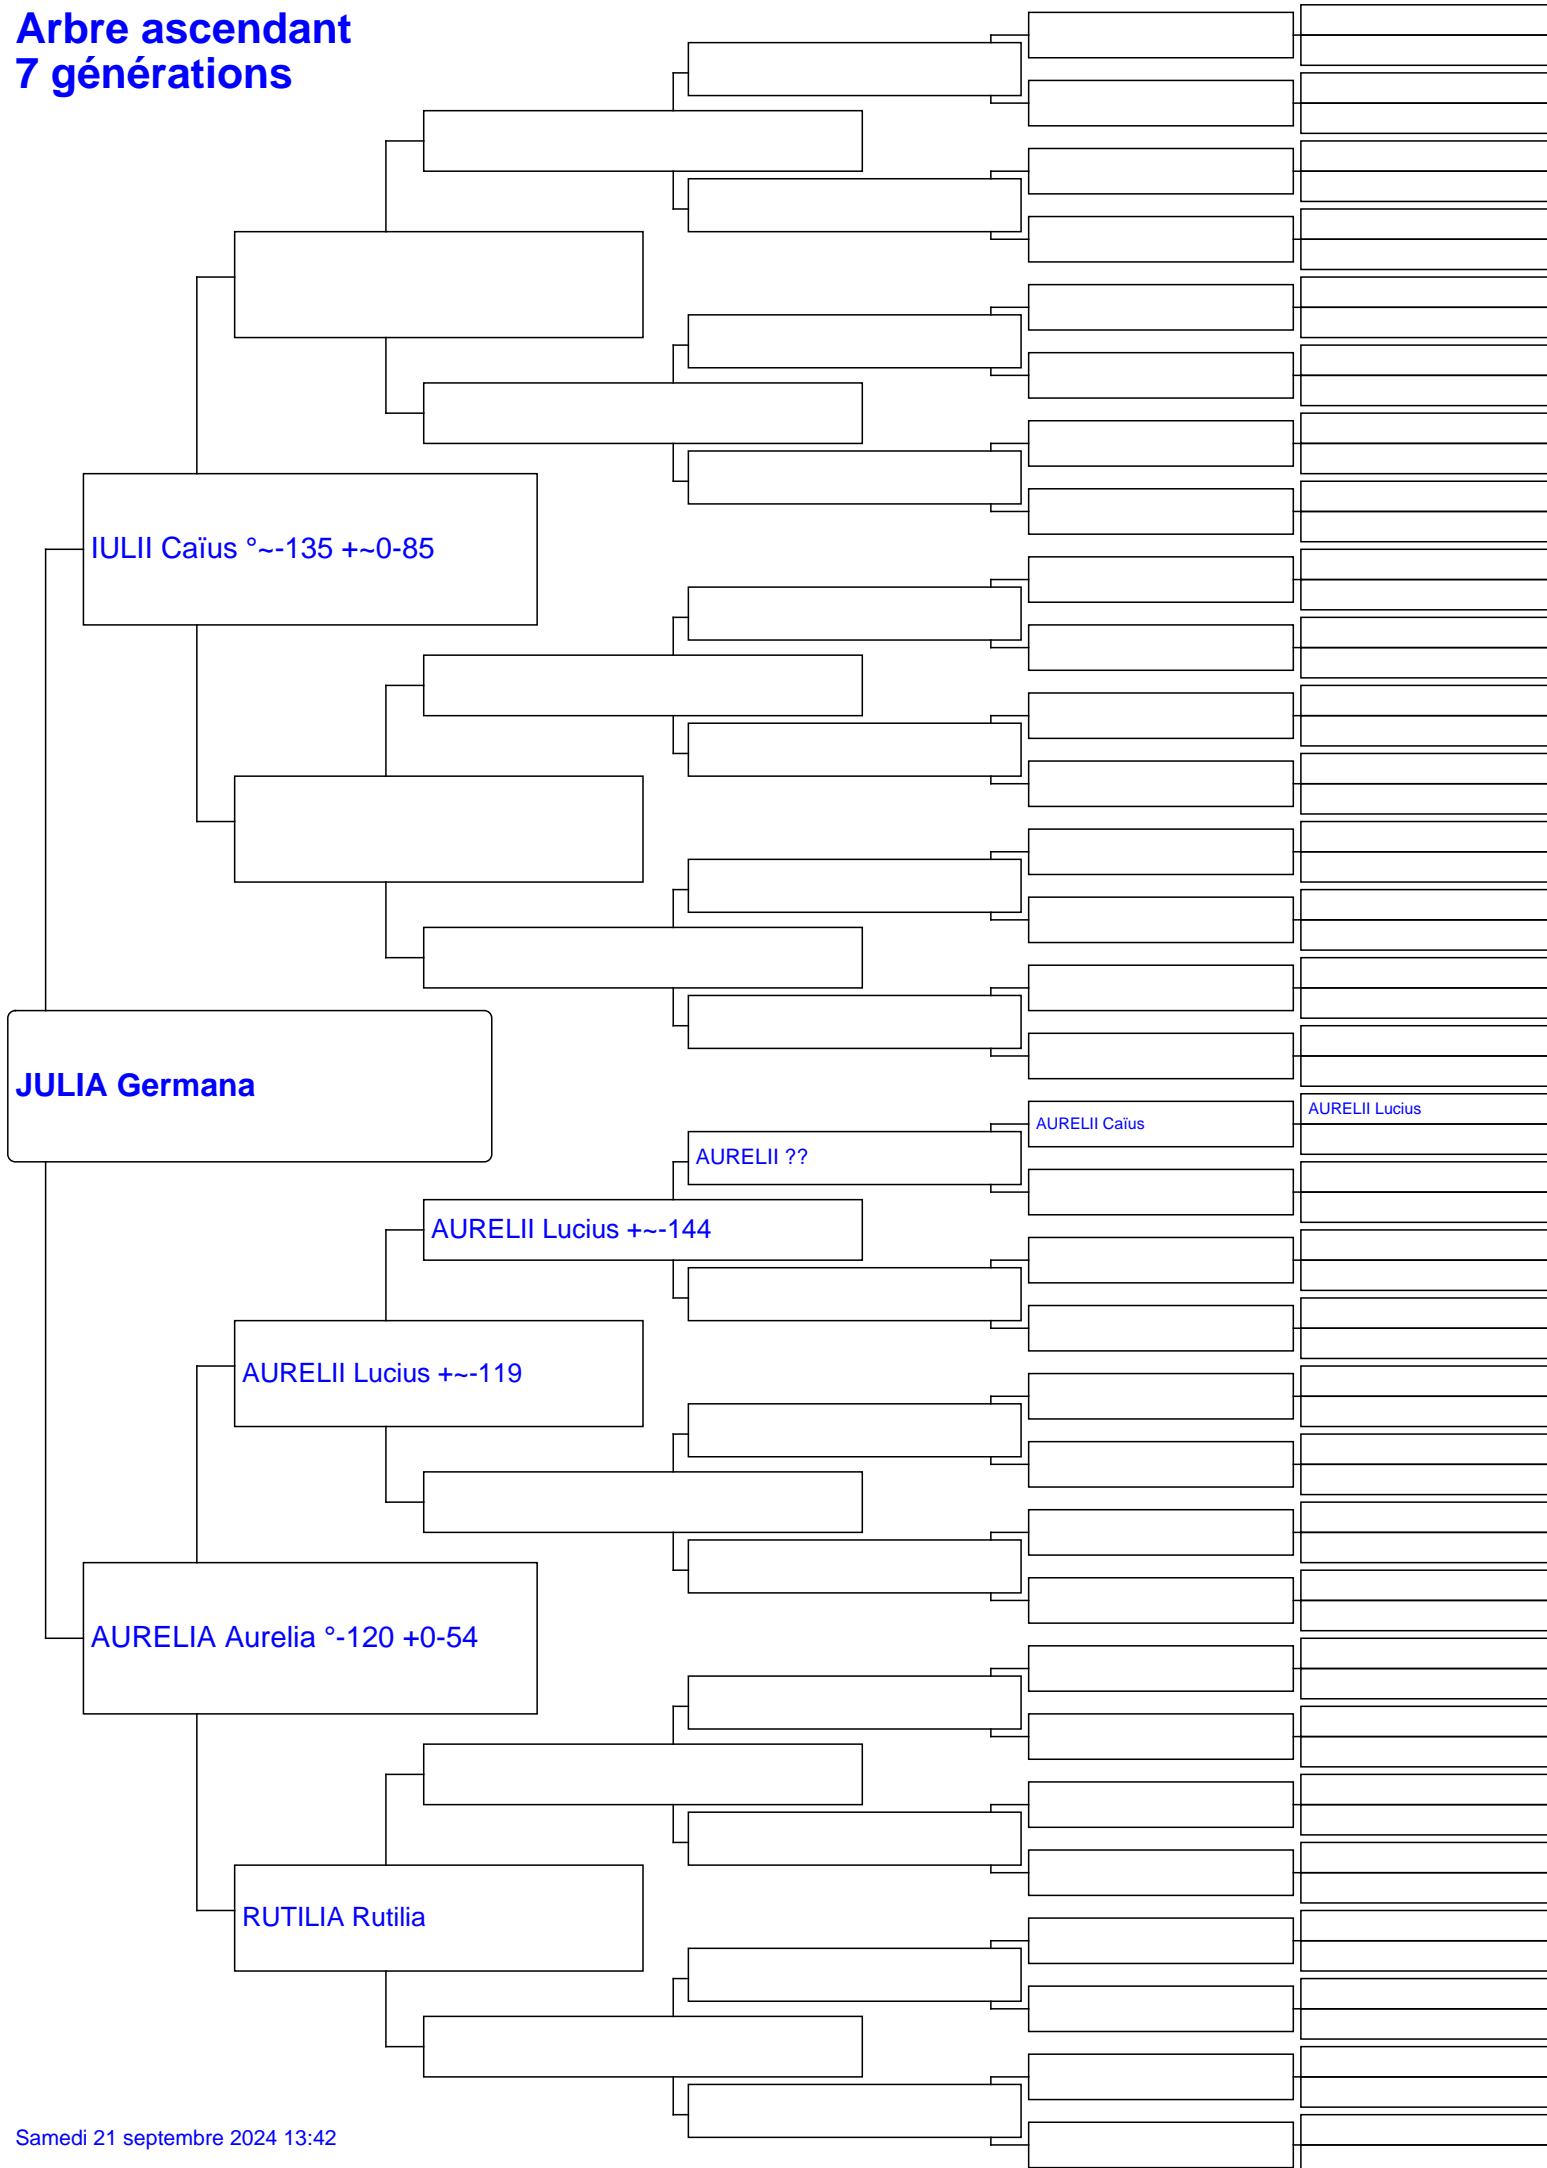 Arbre ascendant
7 générations
IULII Caïus °~-135 +~0-85
JULIA Germana
AURELII Caïus
AURELII Lucius
AURELII ??
AURELII Lucius +~-144
AURELII Lucius +~-119
AURELIA Aurelia °-120 +0-54
RUTILIA Rutilia
Samedi 21 septembre 2024 13:42